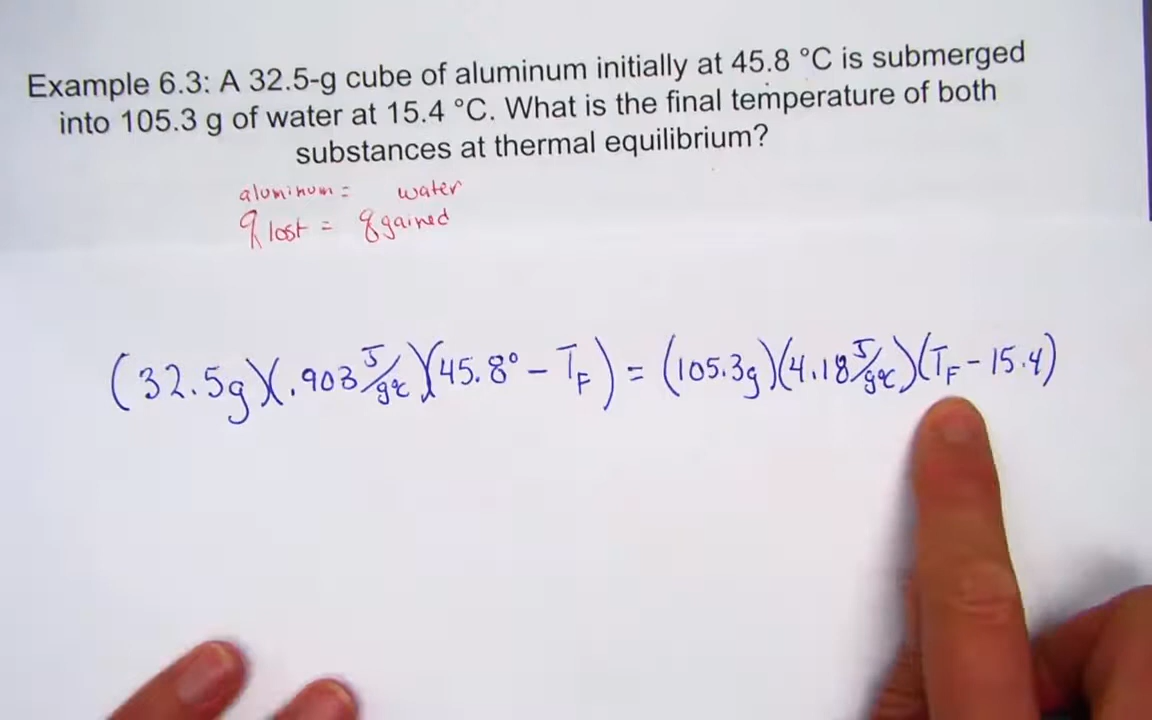 Example 6.3: A 32.5-g cube of aluminum initially at 45.8 °C is submerged
into 105.3 g of water at 15.4 °C. What is the final temperature of both
substances at thermal equilibrium?
aluminum = water
q lost = q gained
(32.5g)(.903 J/g°C)(45.8° - T_F) = (105.3g)(4.18 J/g°C)(T_F - 15.4)